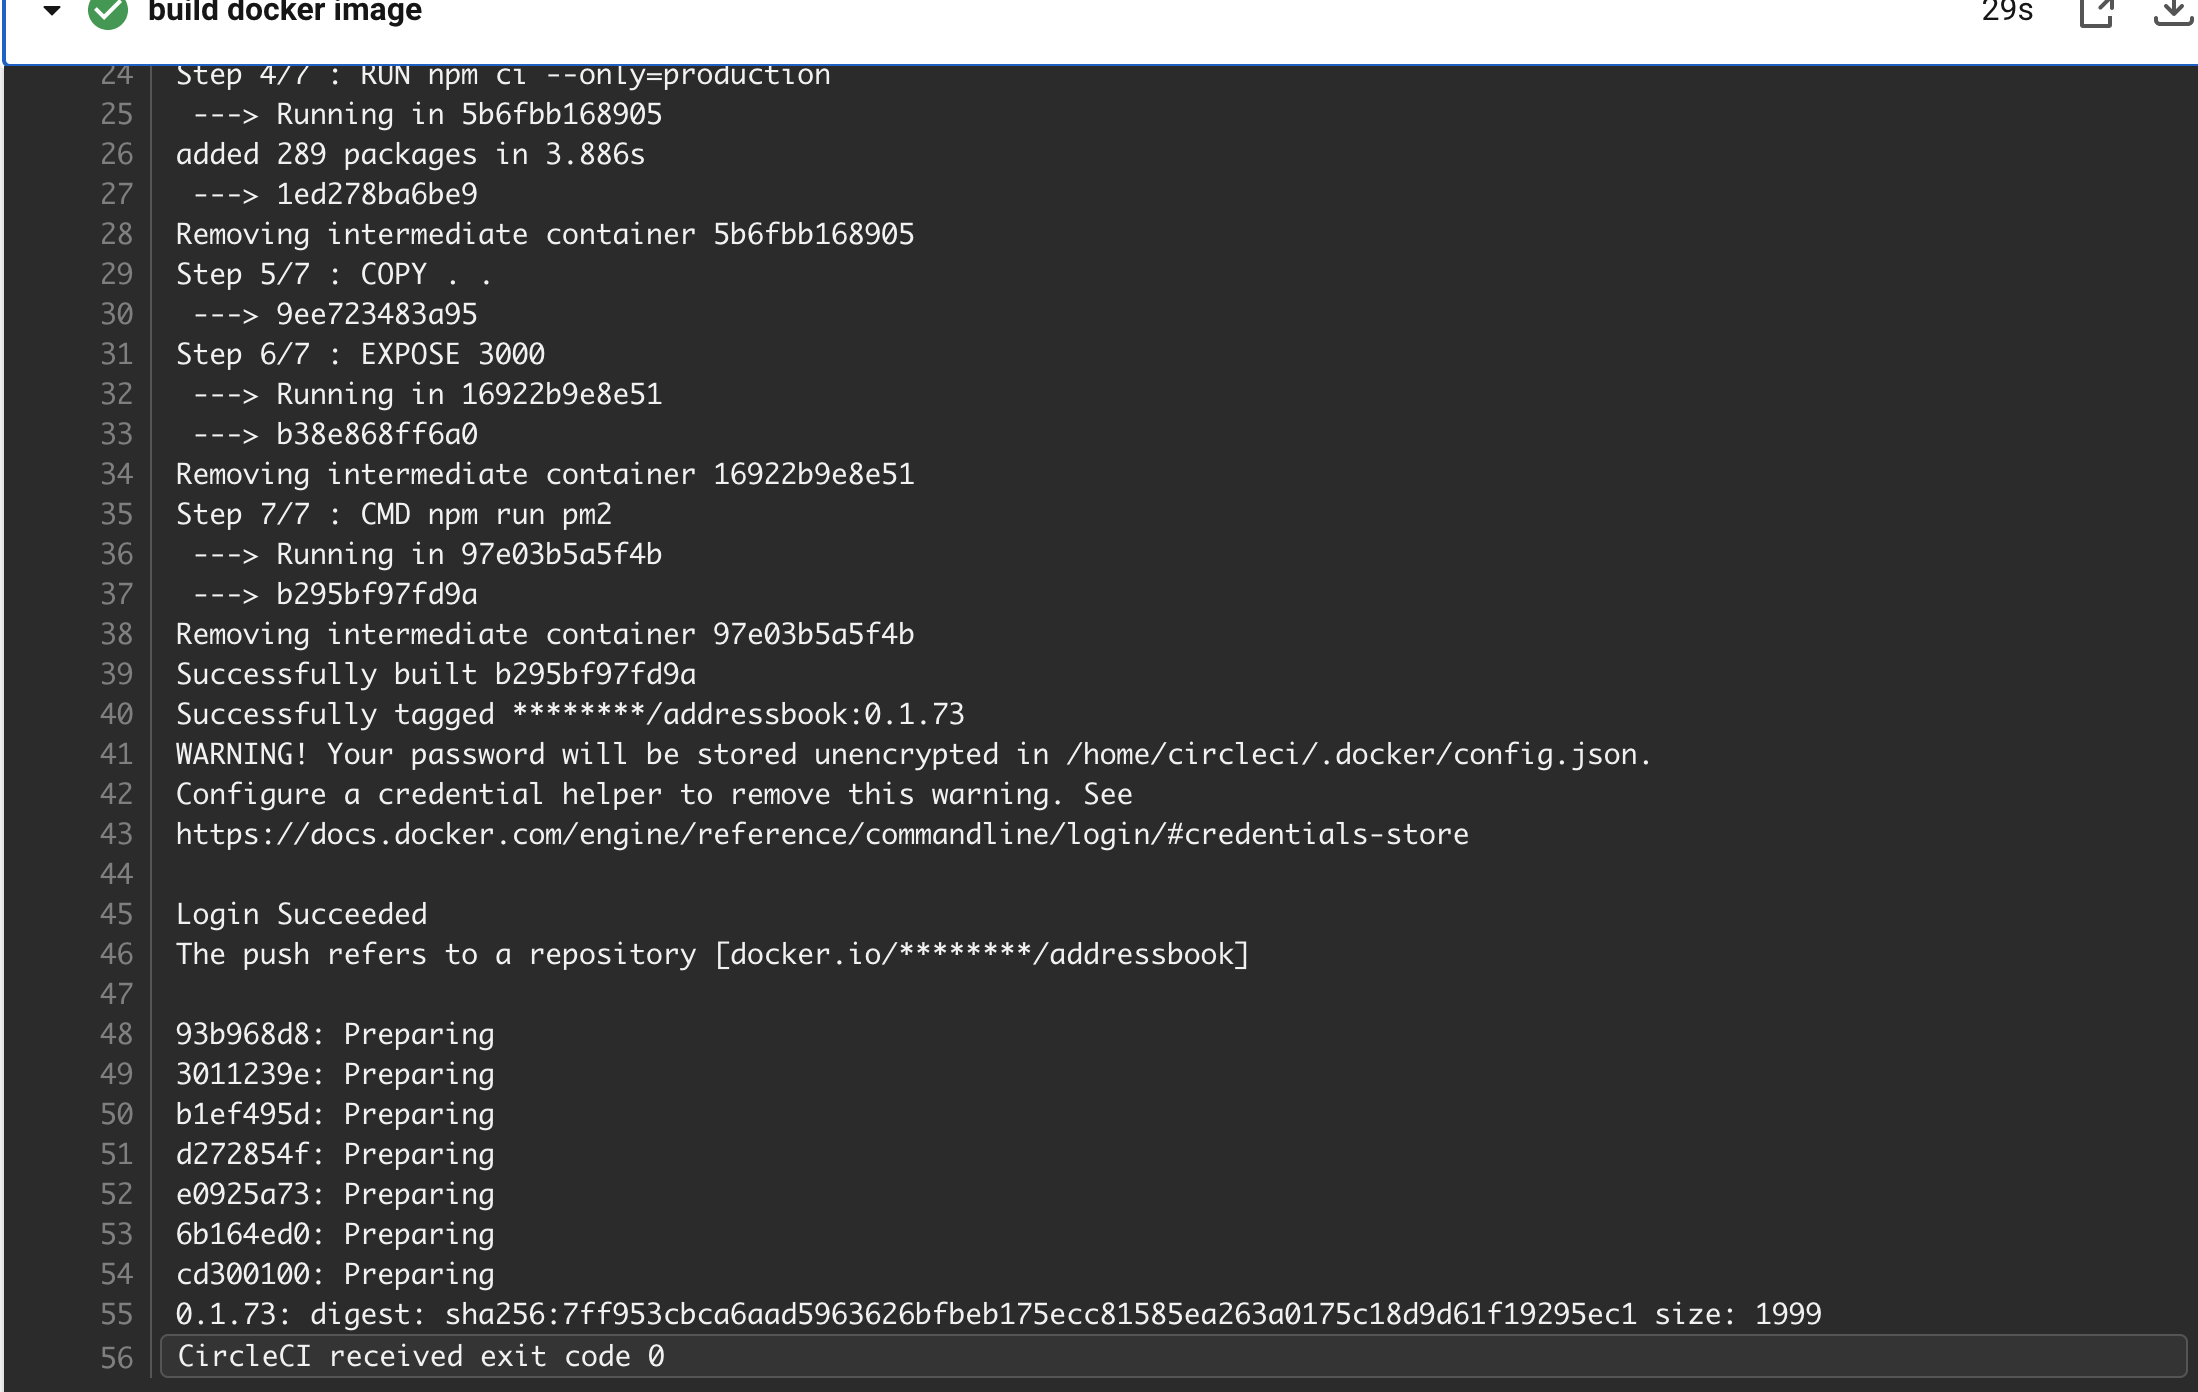 build docker image
29s
24 Step 4/7 : RUN npm ci --only=production
25 ---> Running in 5b6fbb168905
26 added 289 packages in 3.886s
27 ---> 1ed278ba6be9
28 Removing intermediate container 5b6fbb168905
29 Step 5/7 : COPY . .
30 ---> 9ee723483a95
31 Step 6/7 : EXPOSE 3000
32 ---> Running in 16922b9e8e51
33 ---> b38e868ff6a0
34 Removing intermediate container 16922b9e8e51
35 Step 7/7 : CMD npm run pm2
36 ---> Running in 97e03b5a5f4b
37 ---> b295bf97fd9a
38 Removing intermediate container 97e03b5a5f4b
39 Successfully built b295bf97fd9a
40 Successfully tagged ********/addressbook:0.1.73
41 WARNING! Your password will be stored unencrypted in /home/circleci/.docker/config.json.
42 Configure a credential helper to remove this warning. See
43 https://docs.docker.com/engine/reference/commandline/login/#credentials-store
44
45 Login Succeeded
46 The push refers to a repository [docker.io/********/addressbook]
47
48 93b968d8: Preparing
49 3011239e: Preparing
50 b1ef495d: Preparing
51 d272854f: Preparing
52 e0925a73: Preparing
53 6b164ed0: Preparing
54 cd300100: Preparing
55 0.1.73: digest: sha256:7ff953cbca6aad5963626bfbeb175ecc81585ea263a0175c18d9d61f19295ec1 size: 1999
56 CircleCI received exit code 0